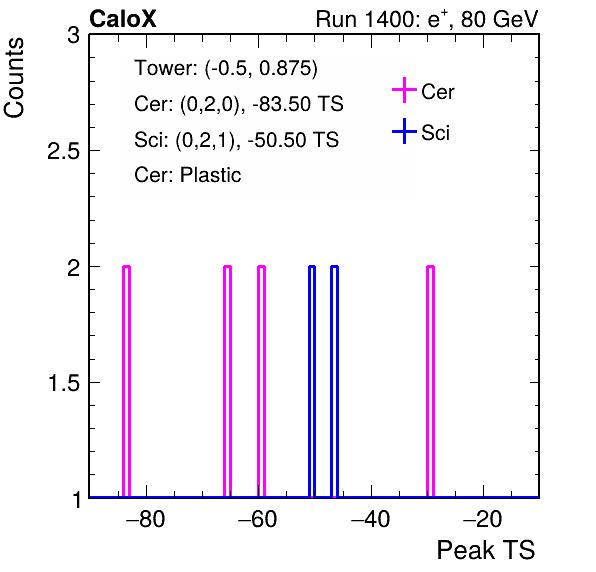 CaloX Run 1400: e⁺, 80 GeV
Counts
3
2.5
2
1.5
1
Tower: (-0.5, 0.875)
Cer: (0,2,0), -83.50 TS
Sci: (0,2,1), -50.50 TS
Cer: Plastic
Cer
Sci
−80 −60 −40 −20
Peak TS